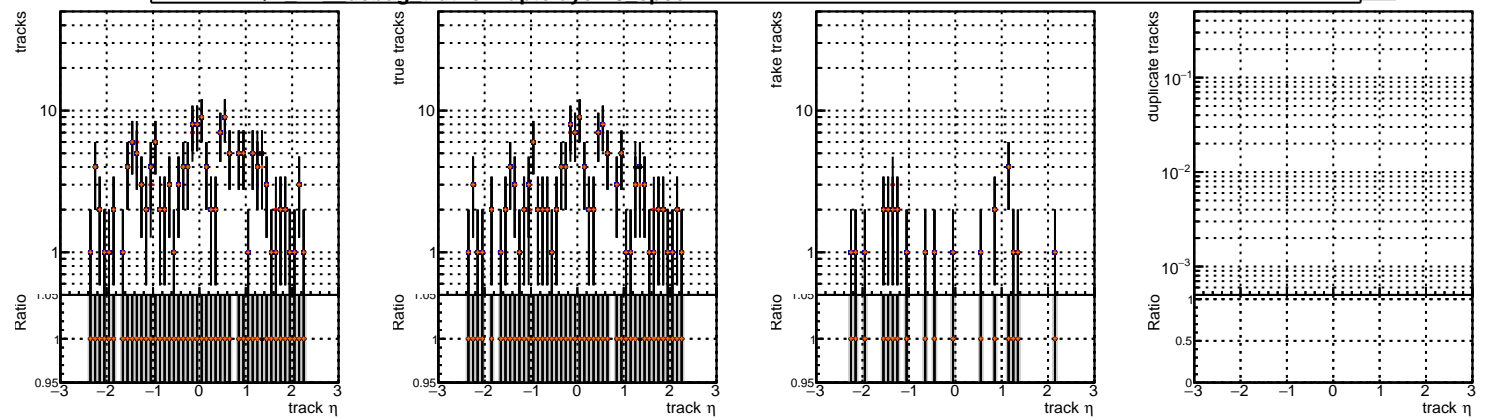 tracks
10
1
Ratio
1.05
1
0.95
−3 −2 −1 0 1 2 3
track η
true tracks
10
1
Ratio
1.05
1
0.95
−3 −2 −1 0 1 2 3
track η
fake tracks
10
1
Ratio
1.05
1
0.95
−3 −2 −1 0 1 2 3
track η
duplicate tracks
10−1
10−2
10−3
Ratio
1
0.5
0
−3 −2 −1 0 1 2 3
track η